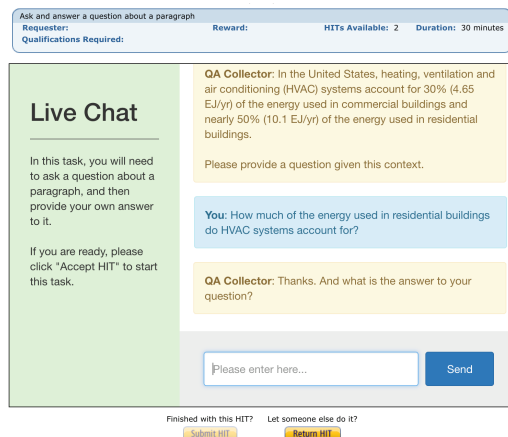 Ask and answer a question about a paragraph
Requester: Reward: HITs Available: 2 Duration: 30 minutes
Qualifications Required:
Live Chat
In this task, you will need
to ask a question about a
paragraph, and then
provide your own answer
to it.
If you are ready, please
click "Accept HIT" to start
this task.
QA Collector: In the United States, heating, ventilation and
air conditioning (HVAC) systems account for 30% (4.65
EJ/yr) of the energy used in commercial buildings and
nearly 50% (10.1 EJ/yr) of the energy used in residential
buildings.
Please provide a question given this context.
You: How much of the energy used in residential buildings
do HVAC systems account for?
QA Collector: Thanks. And what is the answer to your
question?
Please enter here...
Send
Finished with this HIT? Let someone else do it?
Submit HIT Return HIT